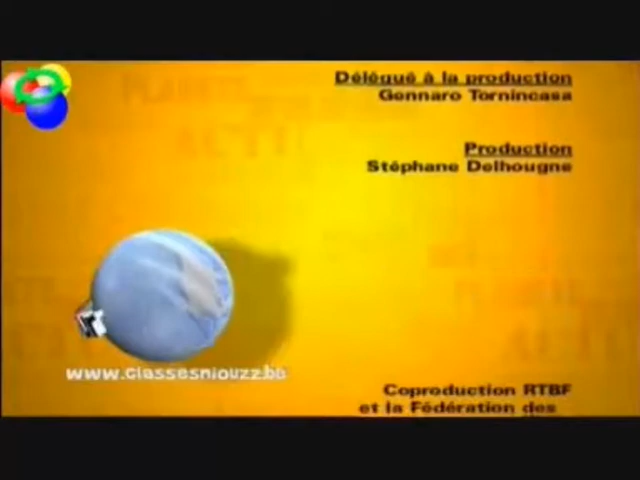 Délégué à la production
Gennaro Tornincasa
Production
Stéphane Delhougne
www.classesniouzz.be
Coproduction RTBF
et la Fédération des